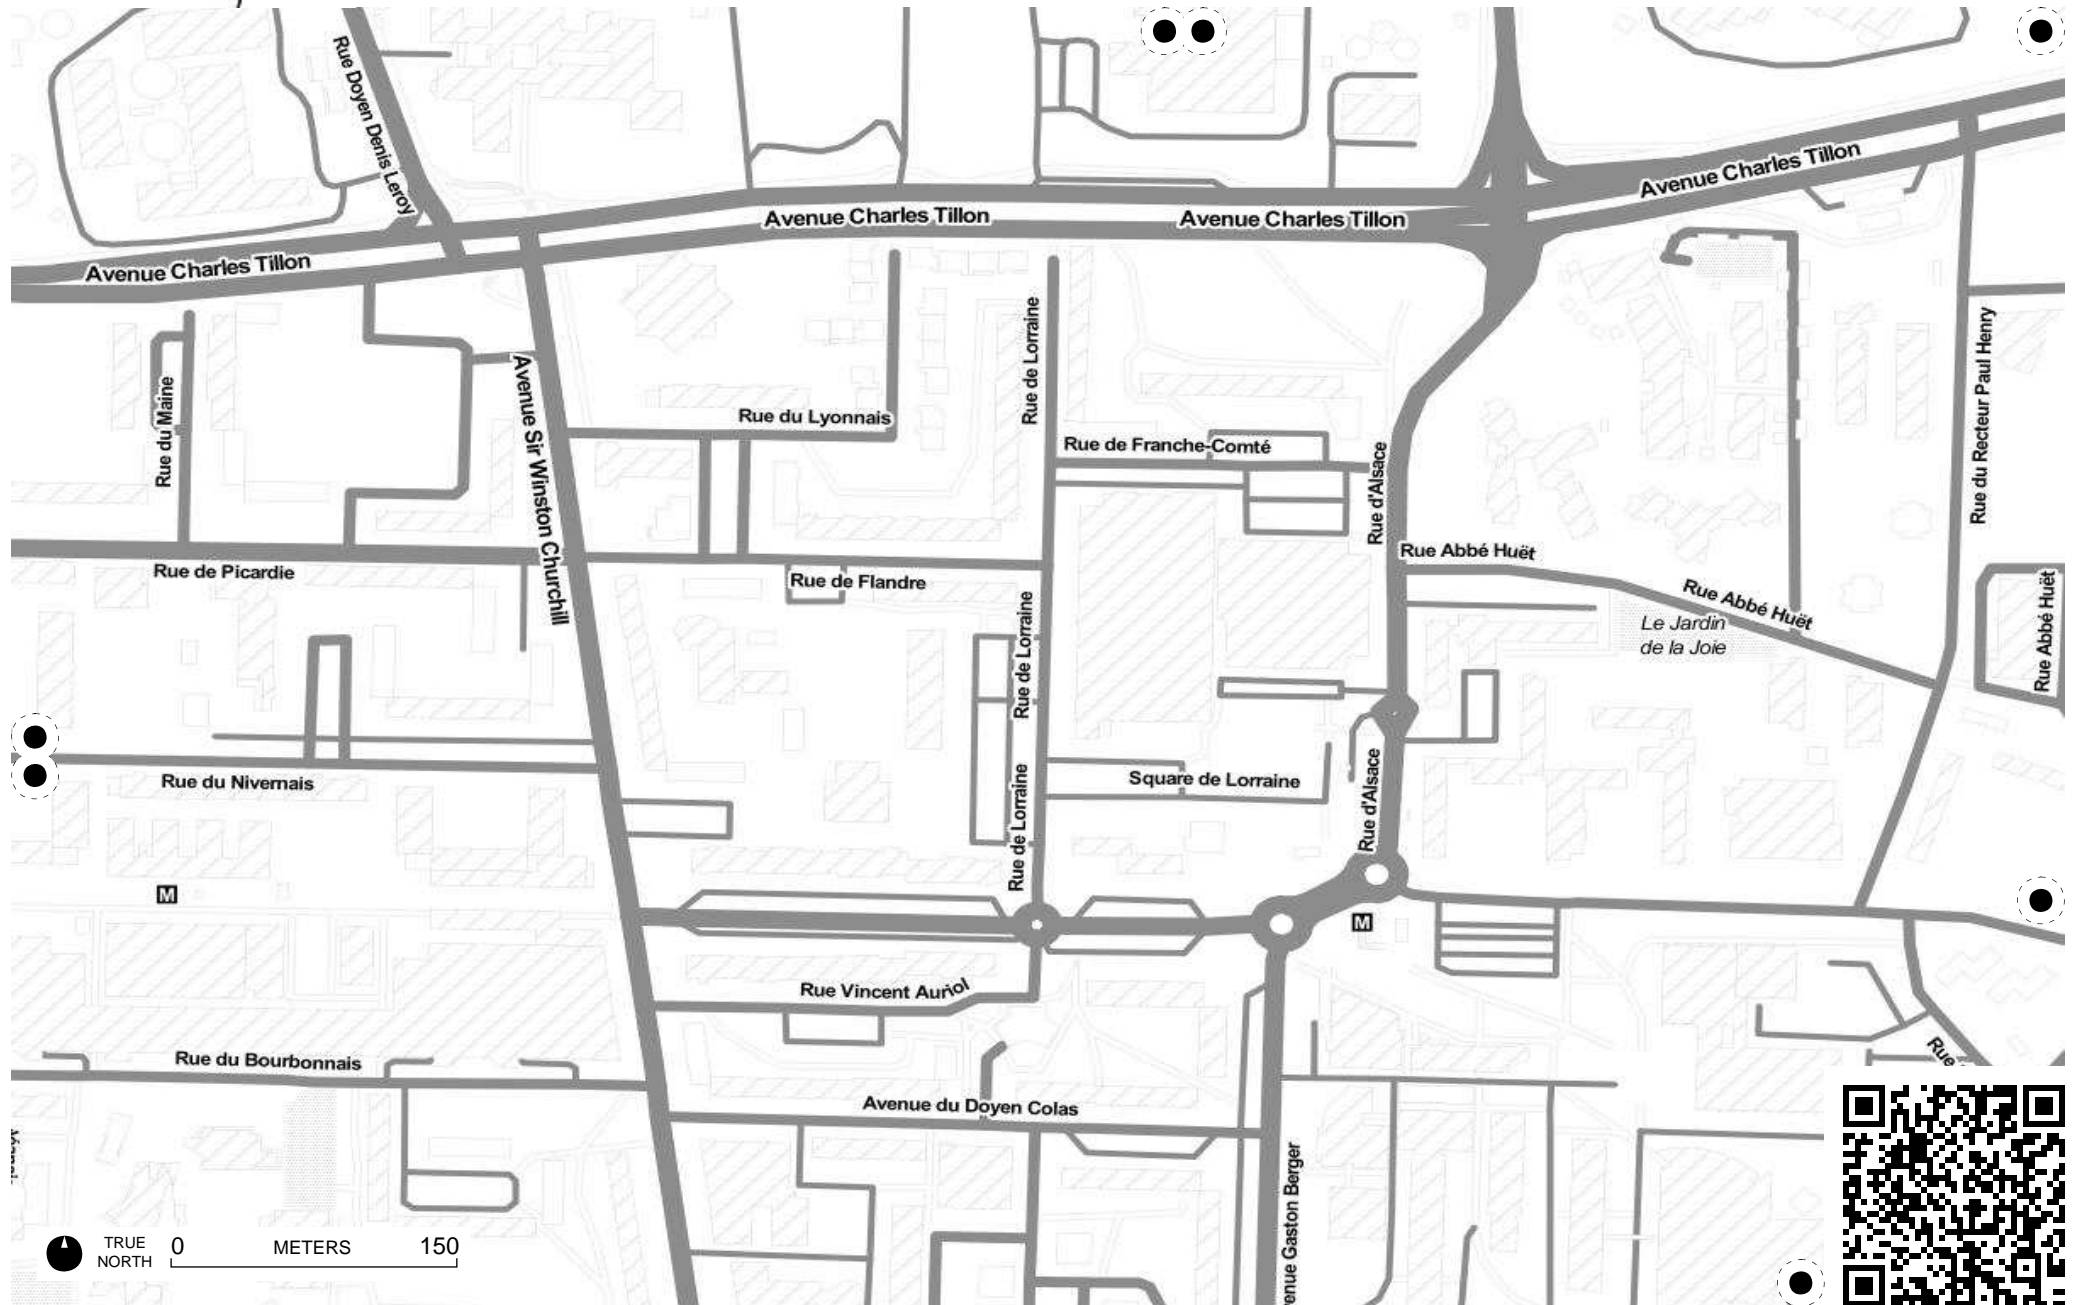 Rue Doyen Denis Leroy
Avenue Charles Tillon
Avenue Charles Tillon
Avenue Charles Tillon
Avenue Charles Tillon
Rue du Maine
Avenue Sir Winston Churchill
Rue du Lyonnais
Rue de Lorraine
Rue de Franche-Comté
Rue d'Alsace
Rue du Recteur Paul Henry
Rue Abbé Huët
Rue Abbé Huët
Rue Abbé Huët
Le Jardin
de la Joie
Rue de Picardie
Rue de Flandre
Rue de Lorraine
Rue du Nivernais
Rue de Lorraine
Square de Lorraine
Rue d'Alsace
M
M
Rue Vincent Auriol
Rue du Bourbonnais
Rue
Avenue du Doyen Colas
enue Gaston Berger
TRUE
NORTH
0 METERS 150